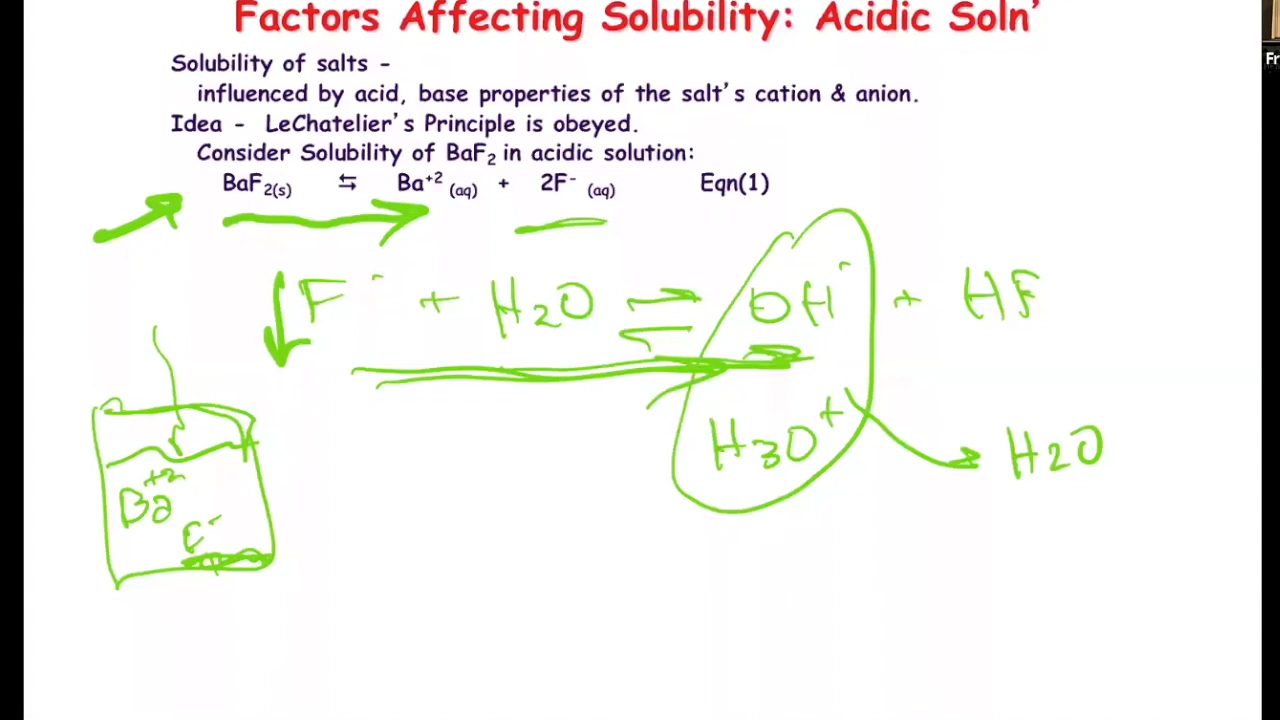 Factors Affecting Solubility: Acidic Soln’
Fr
Solubility of salts -
influenced by acid, base properties of the salt’s cation & anion.
Idea - LeChatelier’s Principle is obeyed.
Consider Solubility of BaF2 in acidic solution:
BaF2(s) ⇆ Ba+2 (aq) + 2F- (aq) Eqn(1)
F- + H2O ⇌ OH- + HF
H3O+ → H2O
Ba+2
F-